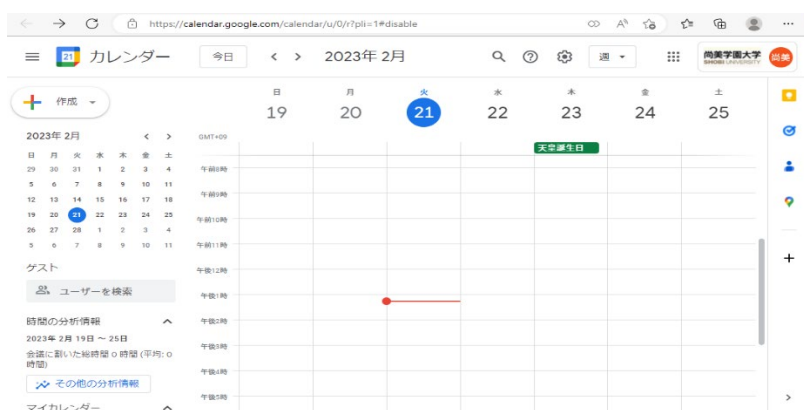 https://calendar.google.com/calendar/u/0/r?pli=1#disable
21 カレンダー 今日 2023年 2月 週 尚美学園大学 尚美
SHOBI UNIVERSITY
作成
日 月 火 水 木 金 土
19 20 21 22 23 24 25
GMT+09
天皇誕生日
2023年 2月
日 月 火 水 木 金 土
29 30 31 1 2 3 4
5 6 7 8 9 10 11
12 13 14 15 16 17 18
19 20 21 22 23 24 25
26 27 28 1 2 3 4
5 6 7 8 9 10 11
ゲスト
ユーザーを検索
時間の分析情報
2023年 2月 19日 ~ 25日
会議に割いた総時間 0 時間 (平均: 0
時間)
その他の分析情報
マイカレンダー
午前8時
午前9時
午前10時
午前11時
午後12時
午後1時
午後2時
午後3時
午後4時
午後5時